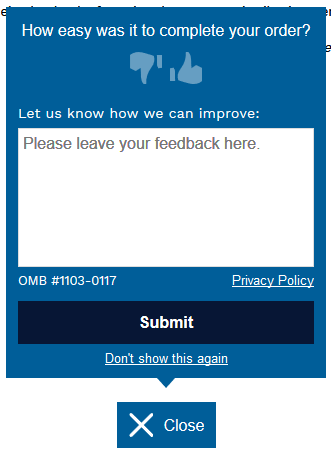 How easy was it to complete your order?
Let us know how we can improve:
Please leave your feedback here.
OMB #1103-0117 Privacy Policy
Submit
Don't show this again
Close